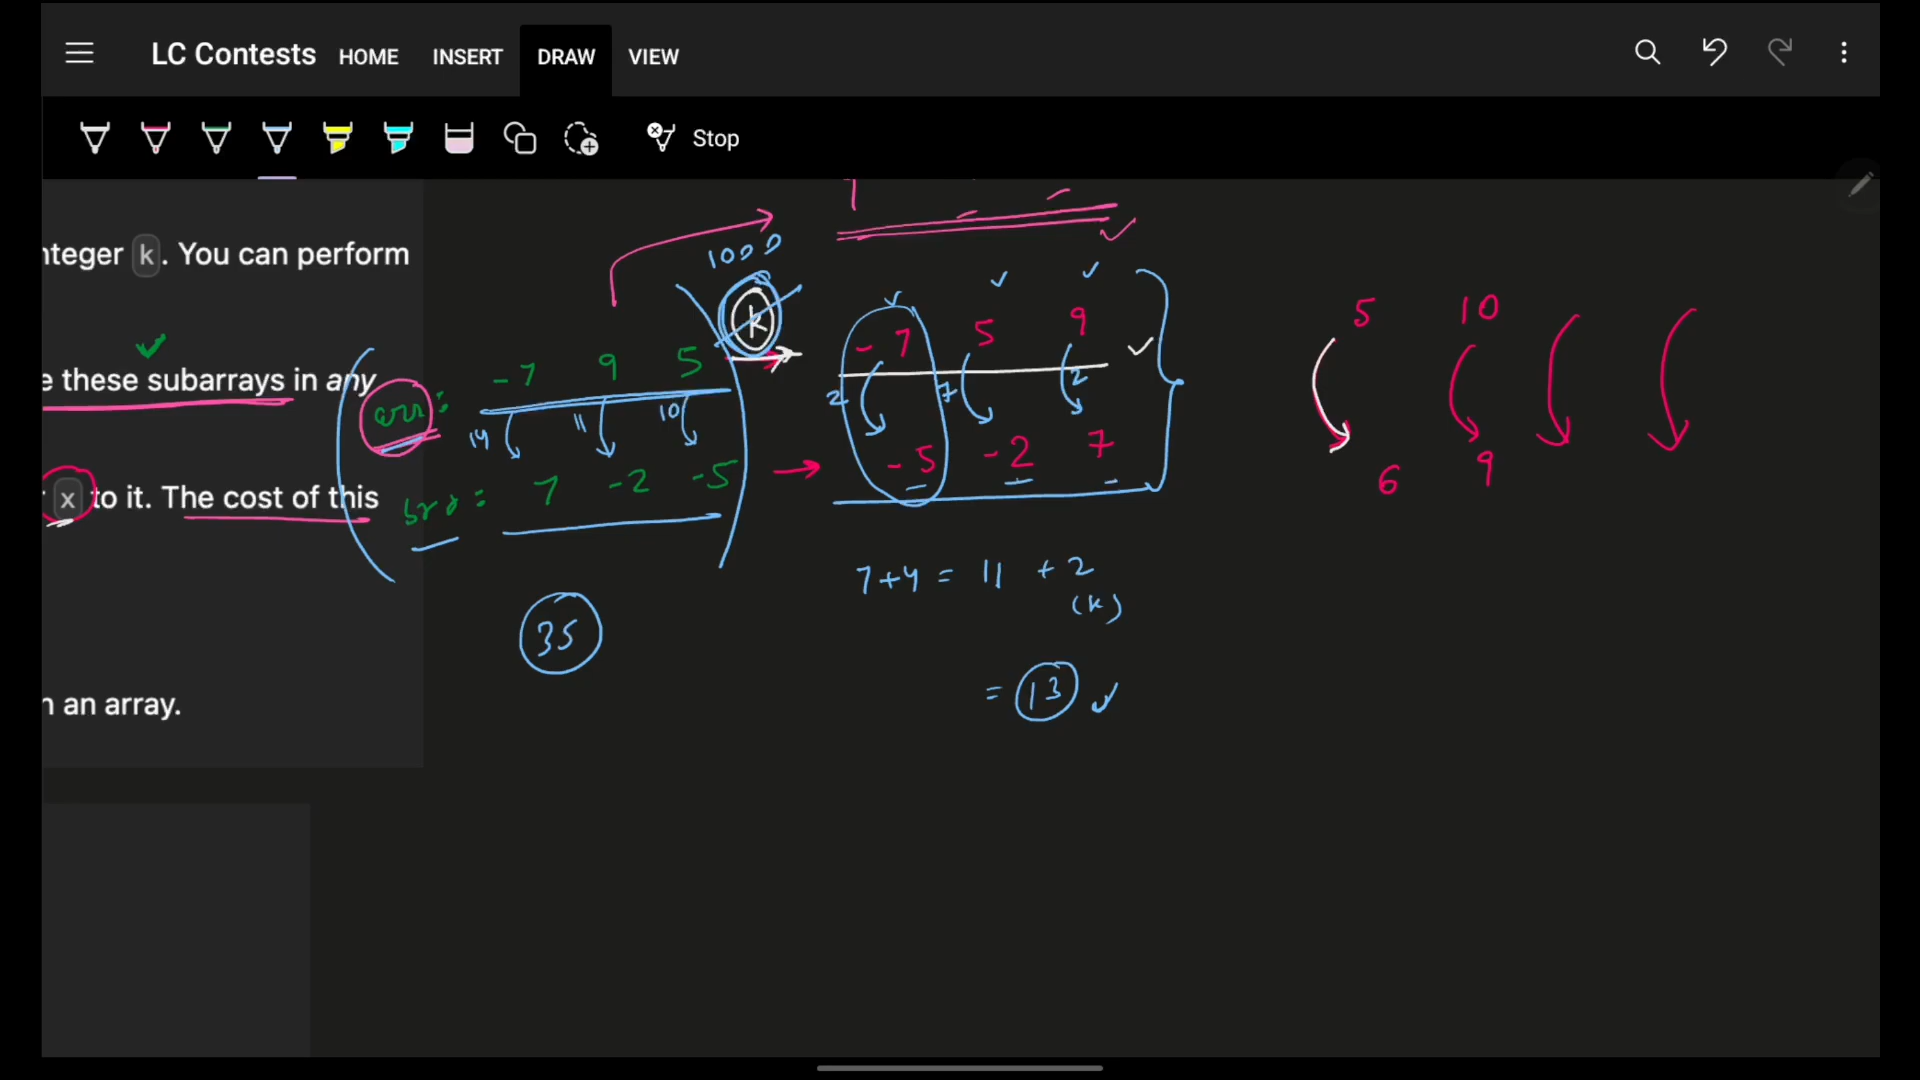 LC Contests HOME INSERT DRAW VIEW
Stop
nteger k. You can perform
e these subarrays in any
x to it. The cost of this
n an array.
1000
k
arr: -7 9 5
14 11 10
brr: 7 -2 -5
35
-7 5 9
2 7 2
-5 -2 7
7+4 = 11 + 2
(k)
= 13
5 10
6 9